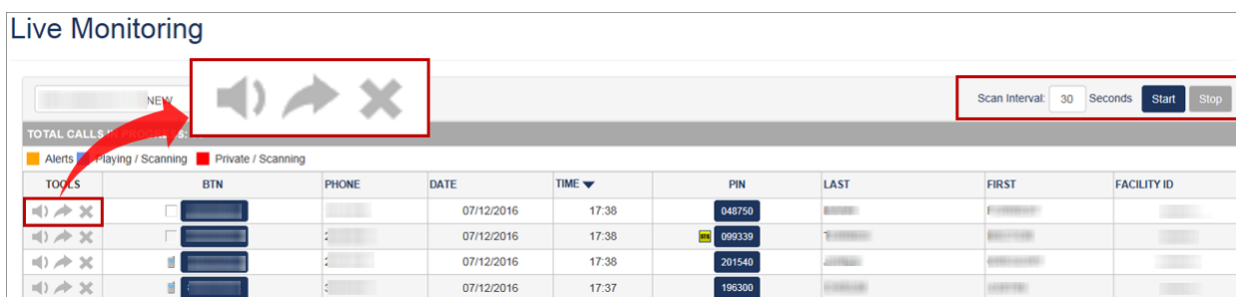 Live Monitoring
NEW
Scan Interval: 30 Seconds Start Stop
TOTAL CALLS IN PROGRESS:
Alerts Playing / Scanning Private / Scanning
TOOLS BTN PHONE DATE TIME PIN LAST FIRST FACILITY ID
07/12/2016 17:38 048750
07/12/2016 17:38 099339
07/12/2016 17:38 201540
07/12/2016 17:37 196300